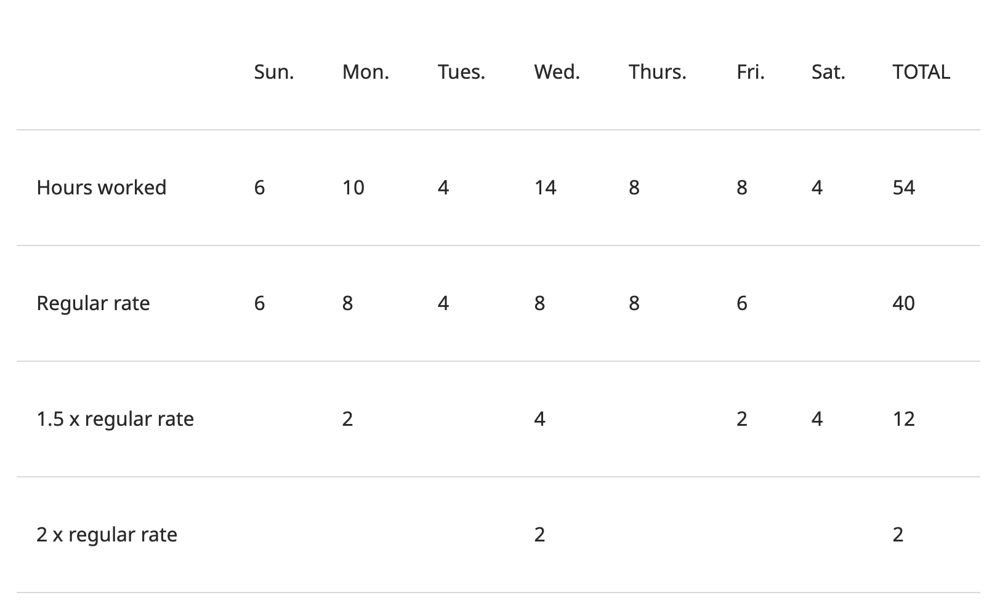 Sun. Mon. Tues. Wed. Thurs. Fri. Sat. TOTAL
Hours worked 6 10 4 14 8 8 4 54
Regular rate 6 8 4 8 8 6 40
1.5 x regular rate 2 4 2 4 12
2 x regular rate 2 2